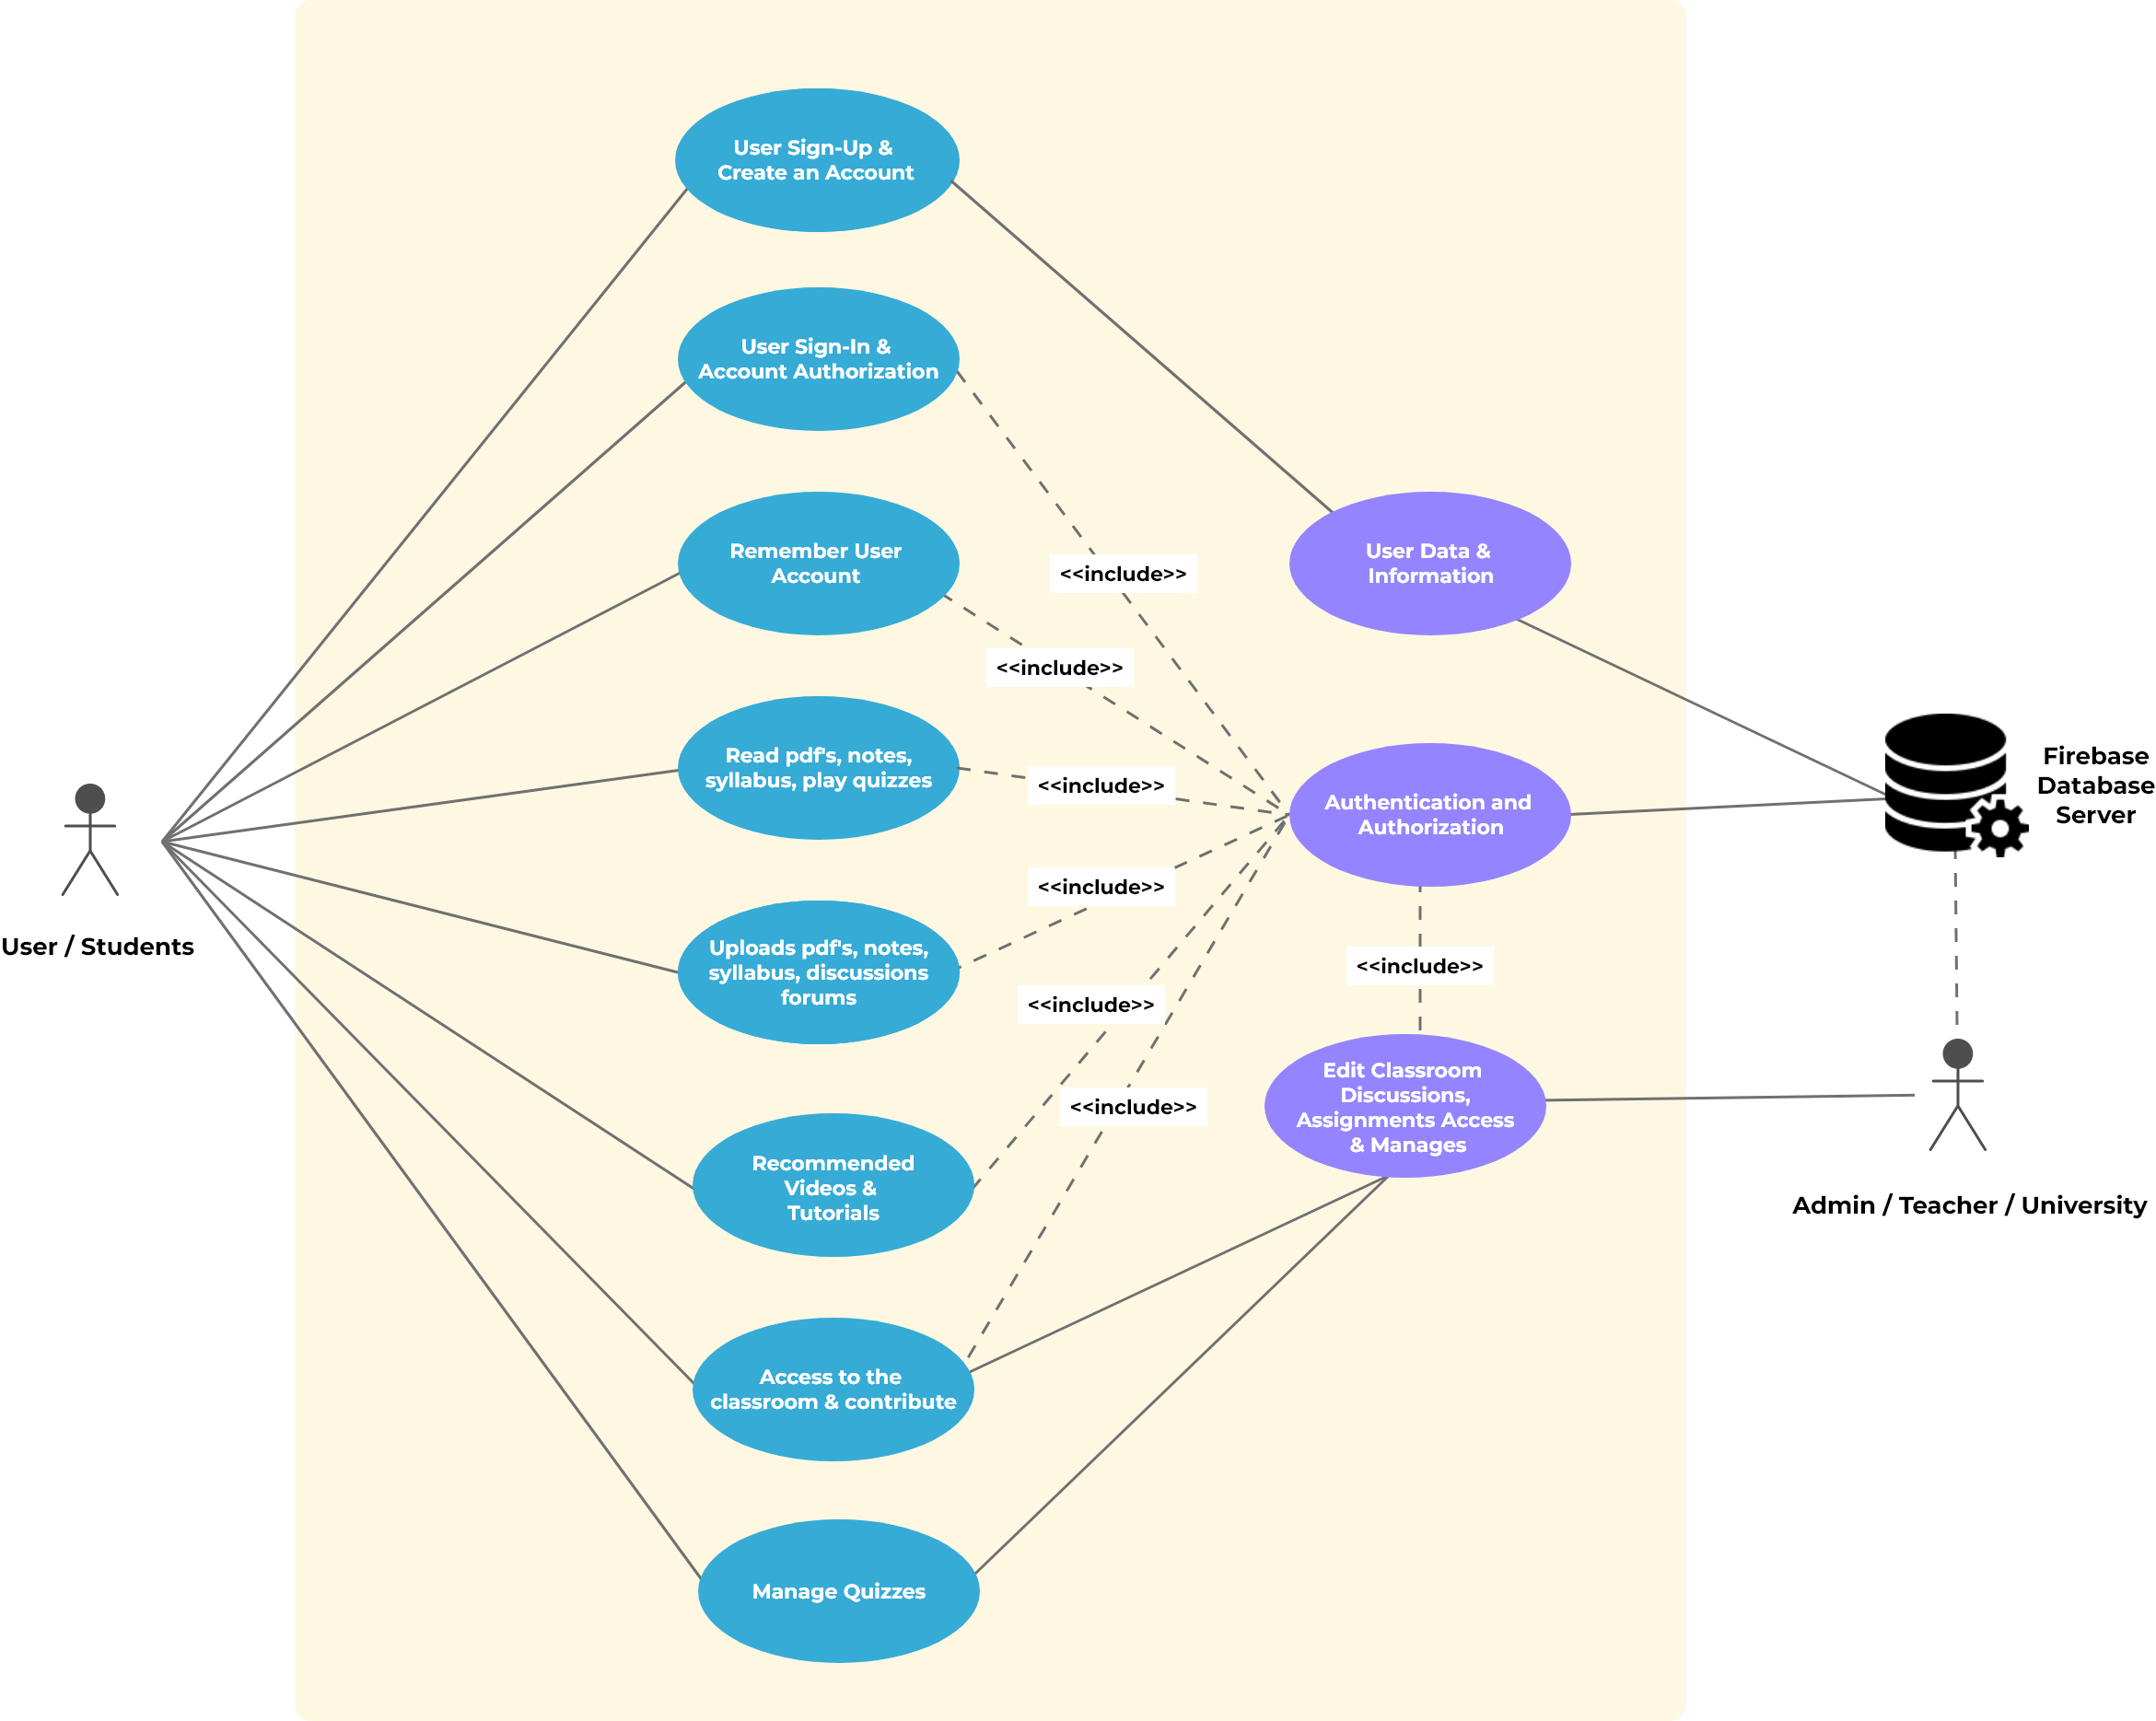 User Sign-Up &
Create an Account
User Sign-In &
Account Authorization
Remember User
Account
<<include>>
User Data &
Information
<<include>>
Read pdf's, notes,
syllabus, play quizzes
<<include>>
Authentication and
Authorization
Firebase
Database
Server
User / Students
<<include>>
Uploads pdf's, notes,
syllabus, discussions
forums
<<include>>
<<include>>
Edit Classroom
Discussions,
Assignments Access
& Manages
<<include>>
Recommended
Videos &
Tutorials
Admin / Teacher / University
Access to the
classroom & contribute
Manage Quizzes